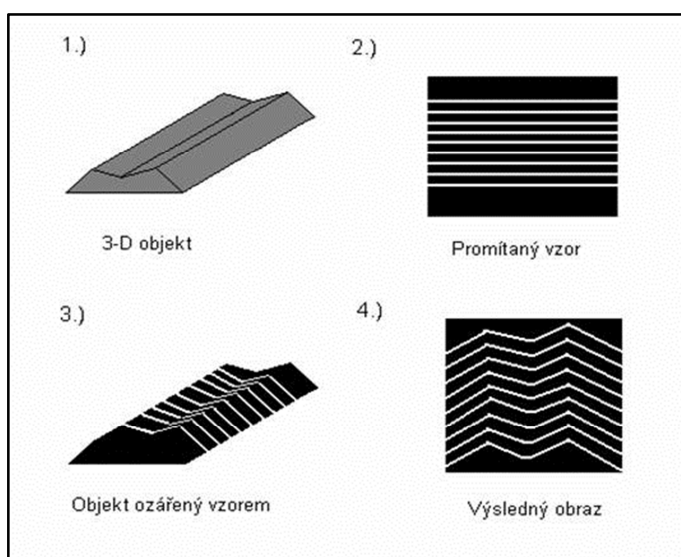 1.)
2.)
3-D objekt
Promítaný vzor
3.)
4.)
Objekt ozářený vzorem
Výsledný obraz